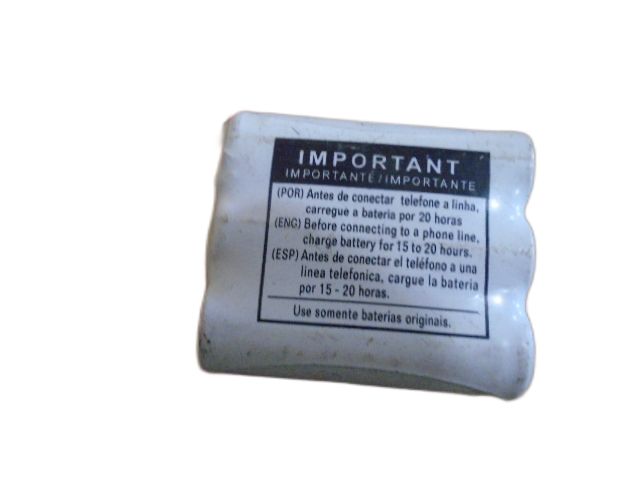 IMPORTANT
IMPORTANTE/IMPORTANTE
(POR) Antes de conectar telefone a linha,
carregue a bateria por 20 horas
(ENG) Before connecting to a phone line,
charge battery for 15 to 20 hours.
(ESP) Antes de conectar el teléfono a una
linea telefonica, cargue la bateria
por 15 - 20 horas.
Use somente baterias originais.